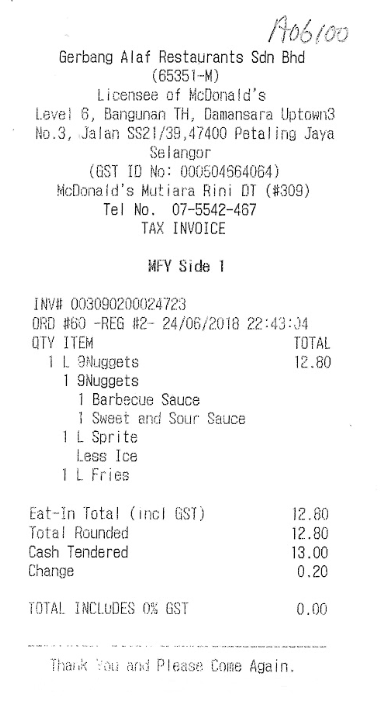 A06100
Gerbang Alaf Restaurants Sdn Bhd
(65351-M)
Licensee of McDonald's
Level 6, Bangunan TH, Damansara Uptown3
No.3, Jalan SS21/39,47400 Petaling Jaya
Selangor
(GST ID No: 000504664064)
McDonald's Mutiara Rini DT (#309)
Tel No. 07-5542-467
TAX INVOICE
MFY Side 1
INV# 003090200024723
ORD #60 -REG #2- 24/06/2018 22:43:04
QTY ITEM TOTAL
1 L 9Nuggets 12.80
1 9Nuggets
1 Barbecue Sauce
1 Sweet and Sour Sauce
1 L Sprite
Less Ice
1 L Fries
Eat-In Total (incl GST) 12.80
Total Rounded 12.80
Cash Tendered 13.00
Change 0.20
TOTAL INCLUDES 0% GST 0.00
Thank You and Please Come Again.